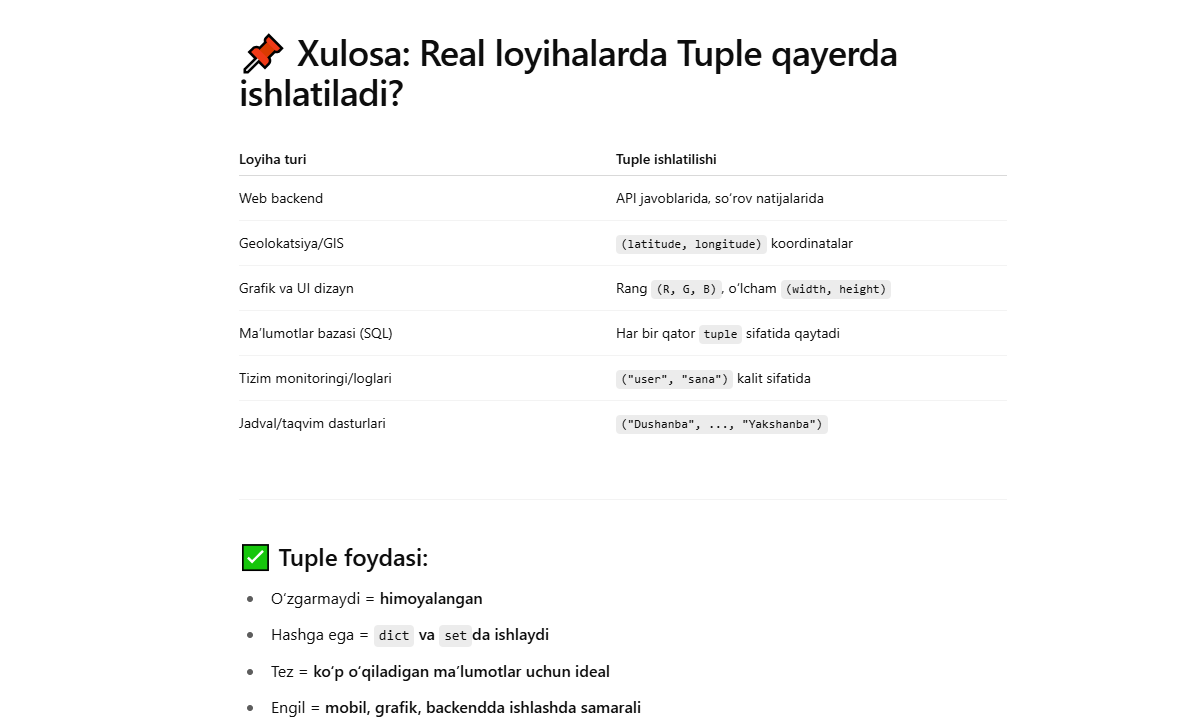 📌 Xulosa: Real loyihalarda Tuple qayerda
ishlatiladi?
Loyiha turi Tuple ishlatilishi
Web backend API javoblarida, so‘rov natijalarida
Geolokatsiya/GIS (latitude, longitude) koordinatalar
Grafik va UI dizayn Rang (R, G, B), o‘lcham (width, height)
Ma’lumotlar bazasi (SQL) Har bir qator tuple sifatida qaytadi
Tizim monitoringi/loglari ("user", "sana") kalit sifatida
Jadval/taqvim dasturlari ("Dushanba", ..., "Yakshanba")
✅ Tuple foydasi:
• O‘zgarmaydi = himoyalangan
• Hashga ega = dict va set da ishlaydi
• Tez = ko‘p o‘qiladigan ma’lumotlar uchun ideal
• Engil = mobil, grafik, backendda ishlashda samarali